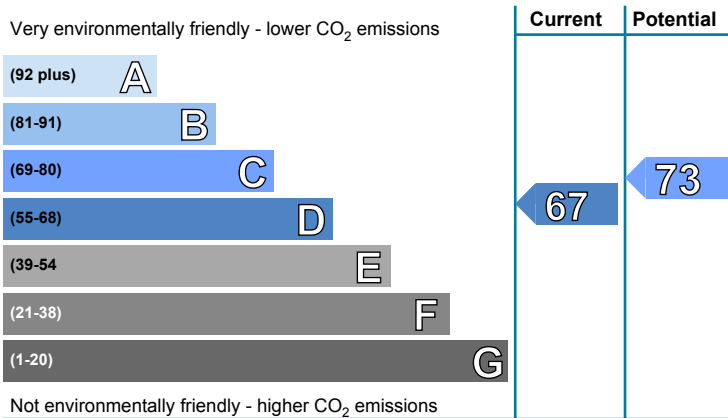 Current Potential
Very environmentally friendly - lower CO2 emissions
(92 plus) A
(81-91) B
(69-80) C
73
(55-68) D
67
(39-54 E
(21-38) F
(1-20) G
Not environmentally friendly - higher CO2 emissions